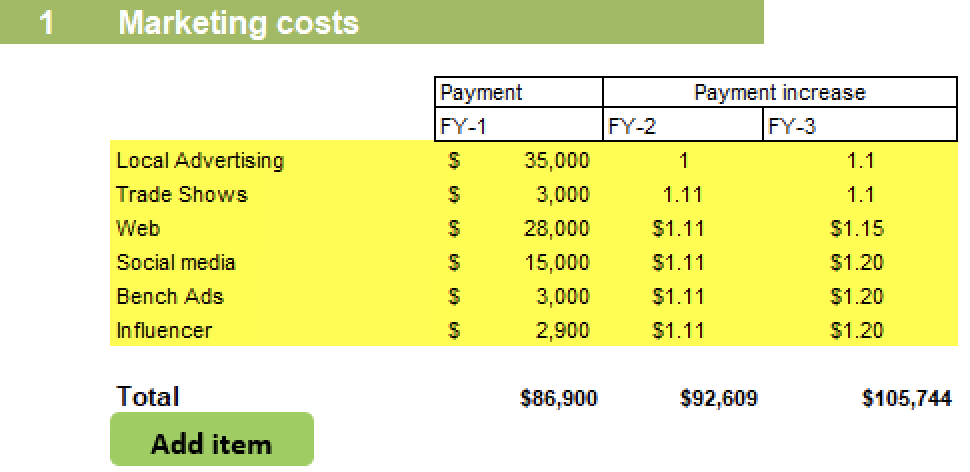 1 Marketing costs
Payment Payment increase
FY-1 FY-2 FY-3
Local Advertising $ 35,000 1 1.1
Trade Shows $ 3,000 1.11 1.1
Web $ 28,000 $1.11 $1.15
Social media $ 15,000 $1.11 $1.20
Bench Ads $ 3,000 $1.11 $1.20
Influencer $ 2,900 $1.11 $1.20
Total $86,900 $92,609 $105,744
Add item